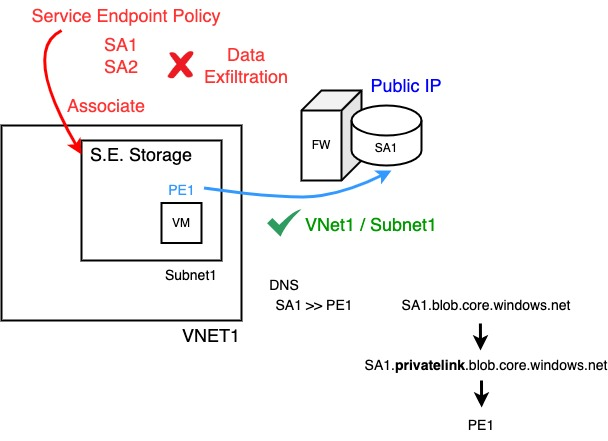 Service Endpoint Policy
SA1
SA2
Data
Exfiltration
Associate
Public IP
FW
SA1
S.E. Storage
PE1
VM
VNet1 / Subnet1
Subnet1
VNET1
DNS
SA1 >> PE1
SA1.blob.core.windows.net
SA1.privatelink.blob.core.windows.net
PE1